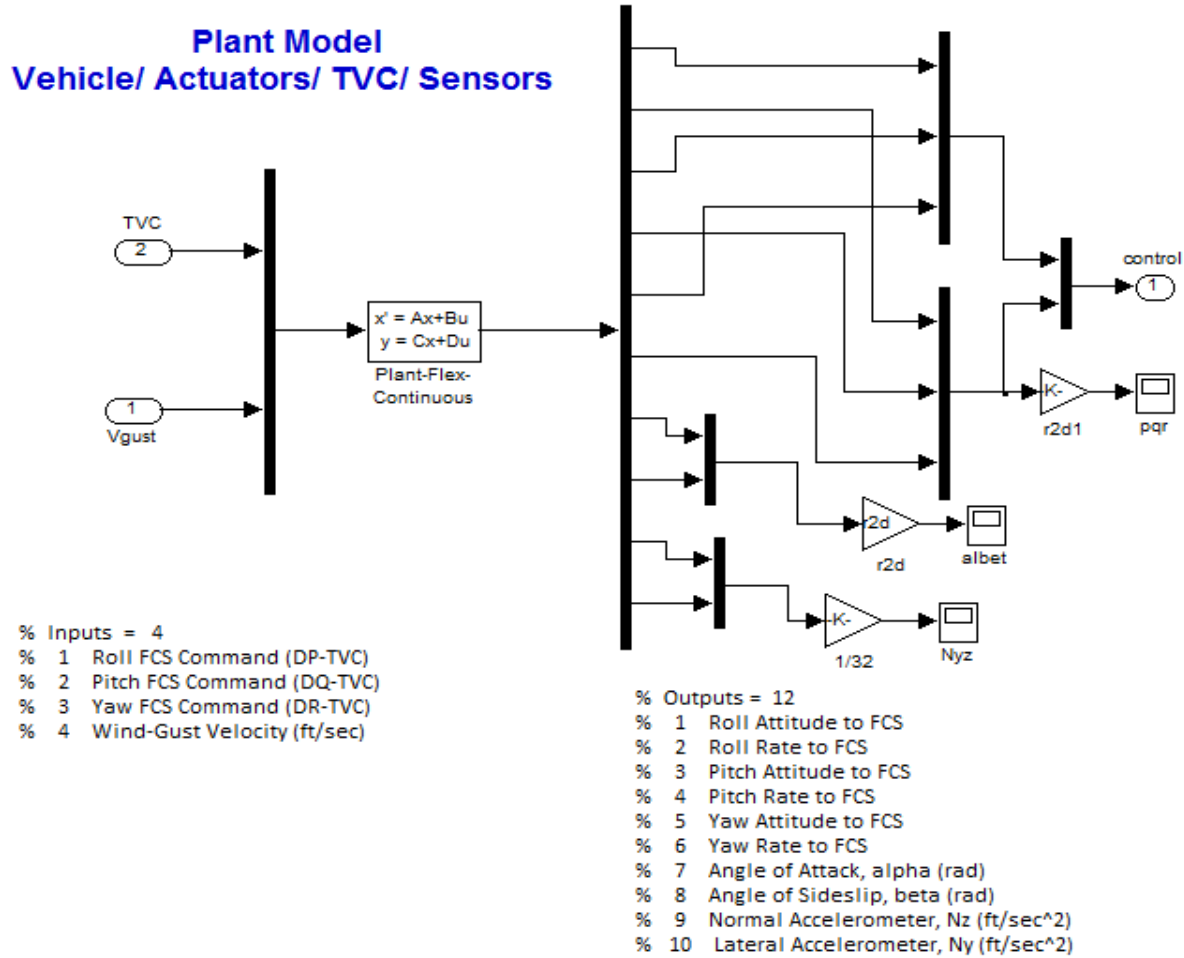 Plant Model
Vehicle/ Actuators/ TVC/ Sensors
TVC
2
x' = Ax+Bu
y = Cx+Du
Plant-Flex-
Continuous
1
Vgust
control
1
K-
r2d1
pqr
r2d
r2d
albet
-K-
1/32
Nyz
% Inputs = 4
% 1 Roll FCS Command (DP-TVC)
% 2 Pitch FCS Command (DQ-TVC)
% 3 Yaw FCS Command (DR-TVC)
% 4 Wind-Gust Velocity (ft/sec)
% Outputs = 12
% 1 Roll Attitude to FCS
% 2 Roll Rate to FCS
% 3 Pitch Attitude to FCS
% 4 Pitch Rate to FCS
% 5 Yaw Attitude to FCS
% 6 Yaw Rate to FCS
% 7 Angle of Attack, alpha (rad)
% 8 Angle of Sideslip, beta (rad)
% 9 Normal Accelerometer, Nz (ft/sec^2)
% 10 Lateral Accelerometer, Ny (ft/sec^2)